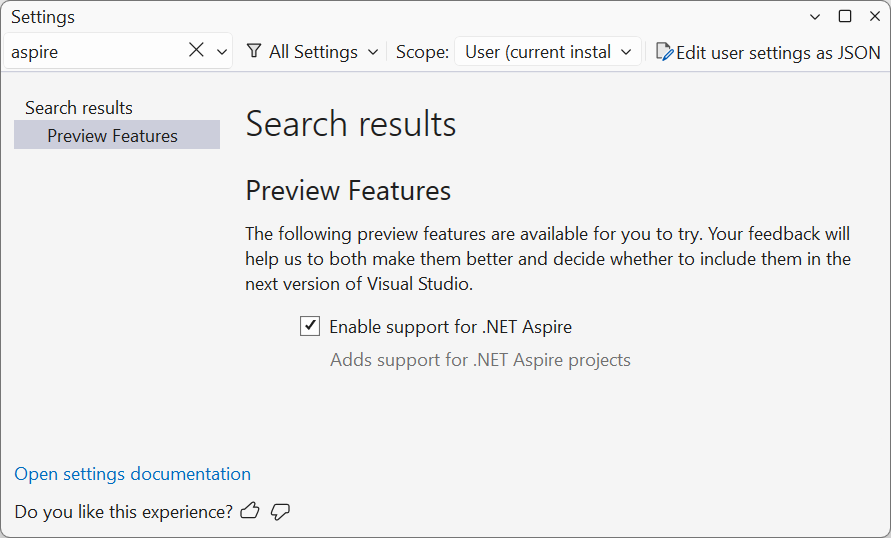 Settings
aspire All Settings Scope: User (current instal Edit user settings as JSON
Search results
Preview Features
Search results
Preview Features
The following preview features are available for you to try. Your feedback will
help us to both make them better and decide whether to include them in the
next version of Visual Studio.
Enable support for .NET Aspire
Adds support for .NET Aspire projects
Open settings documentation
Do you like this experience?